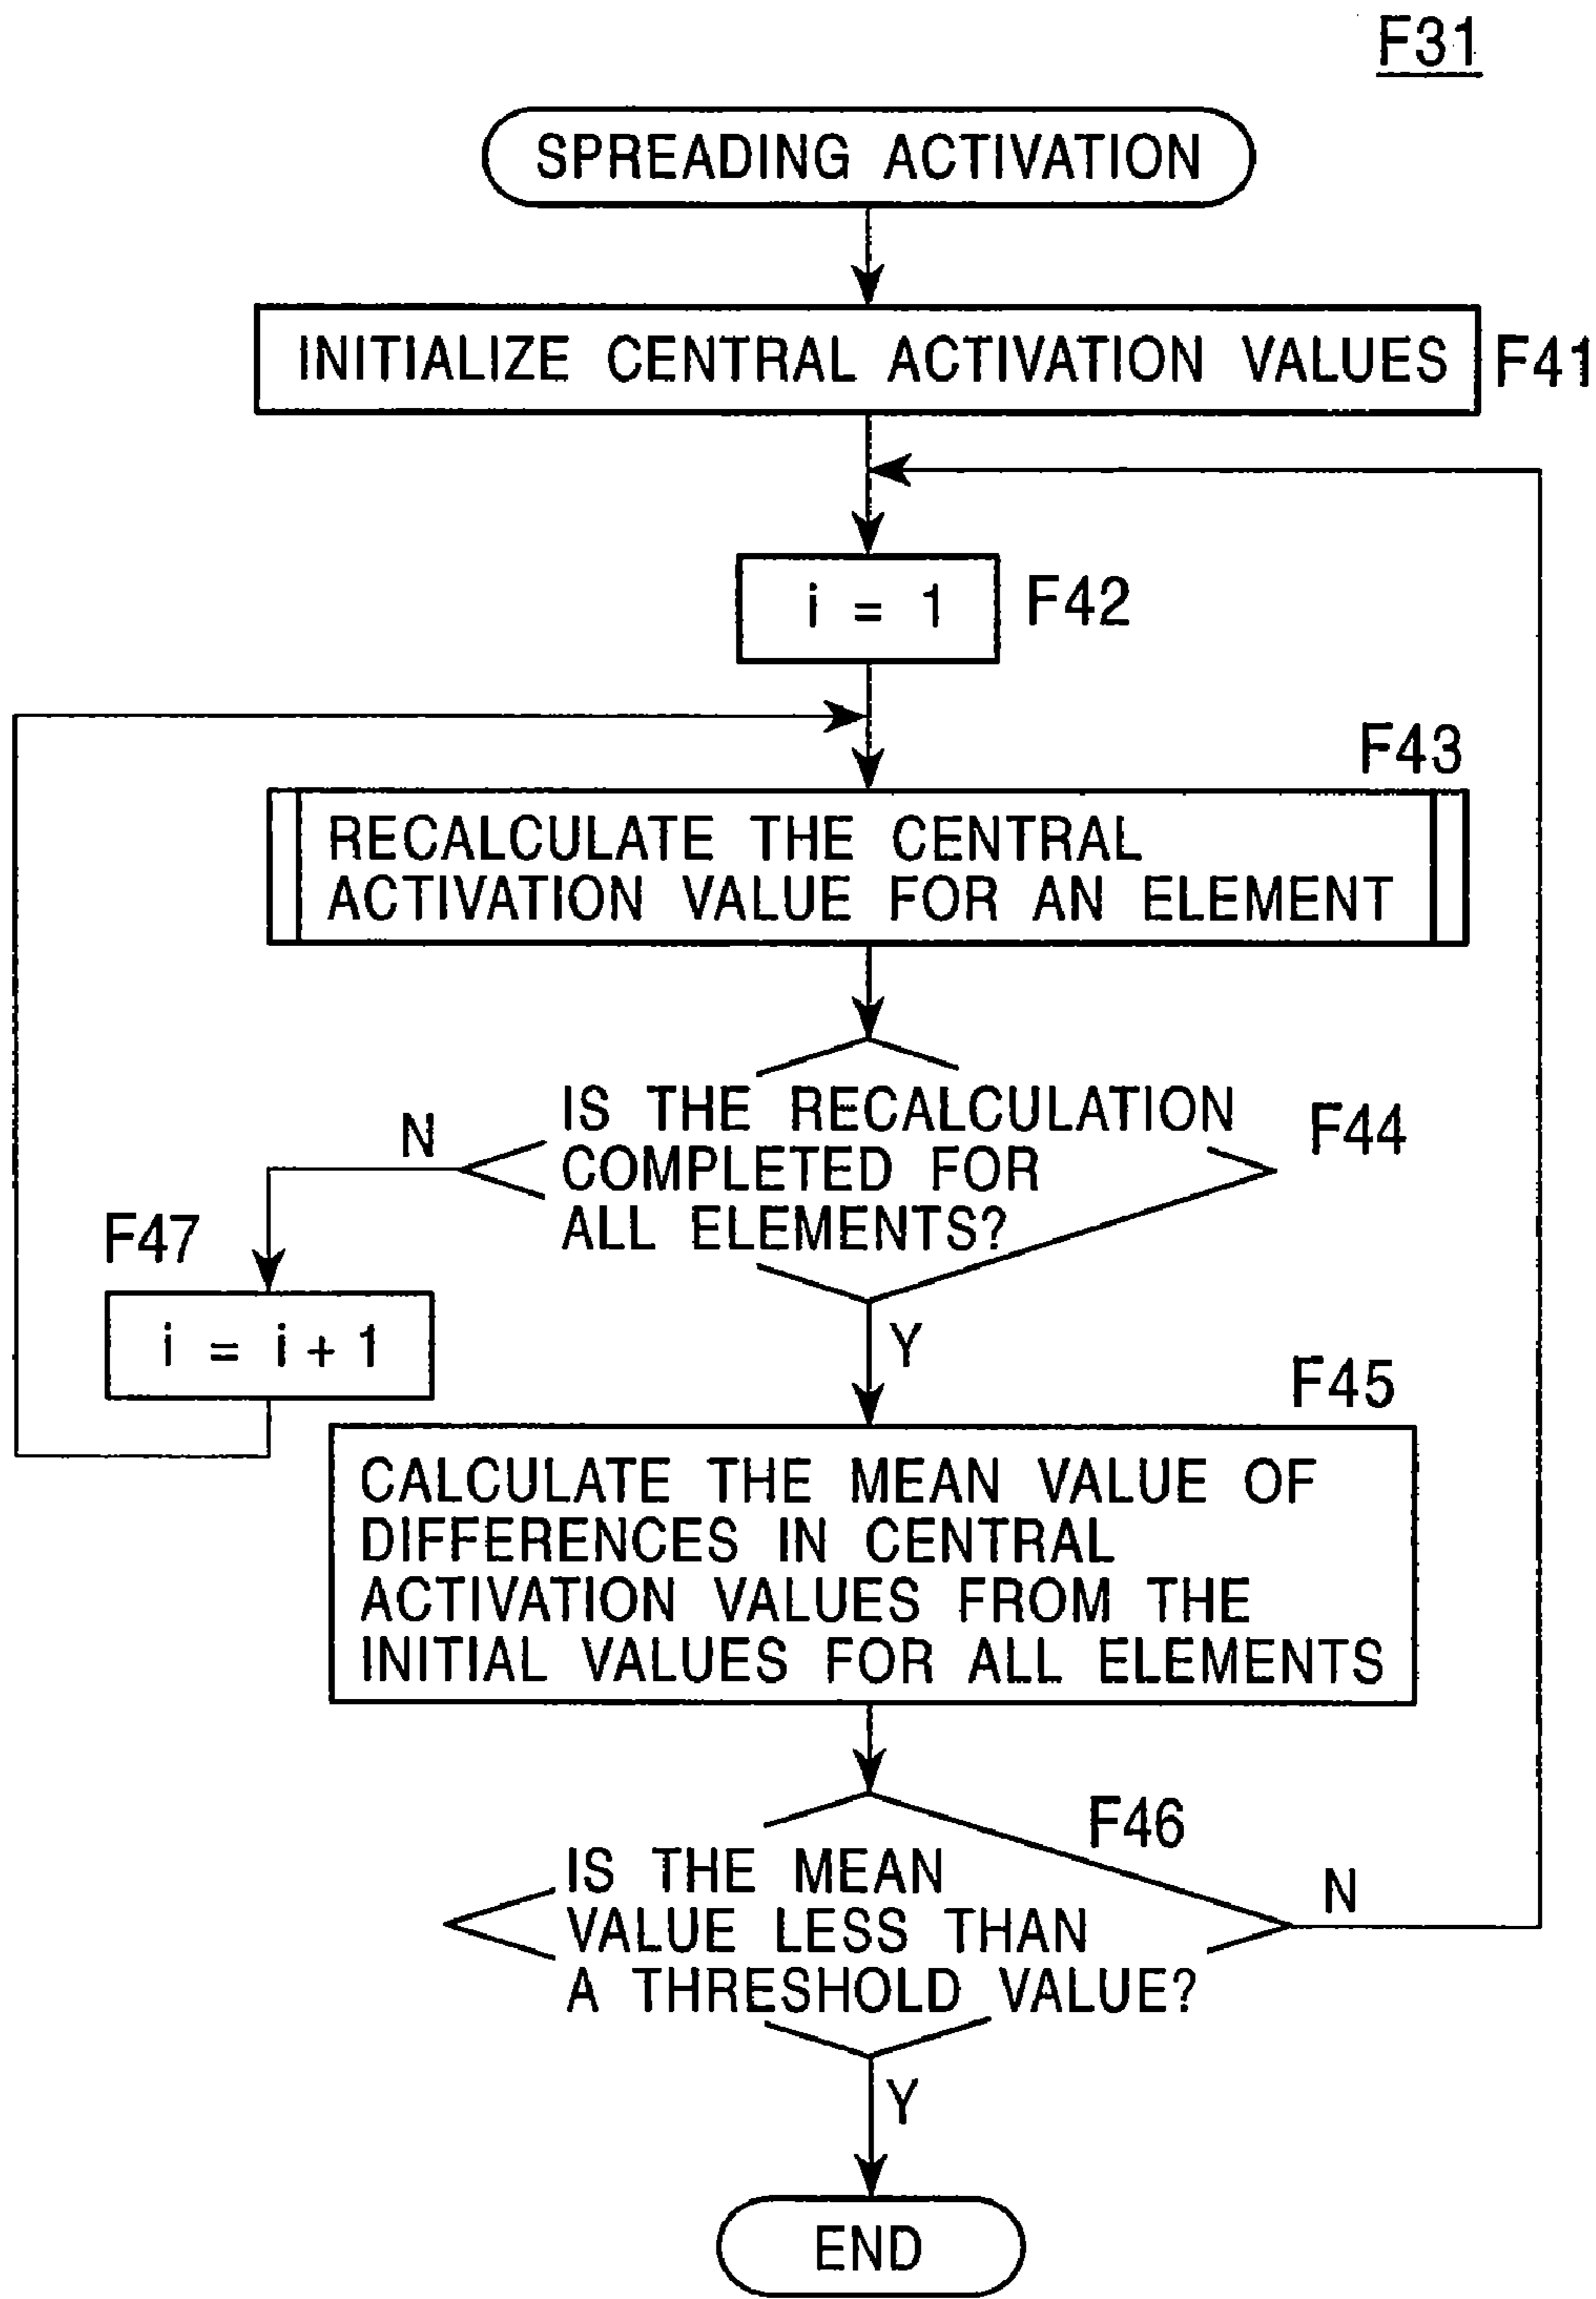 F31
SPREADING ACTIVATION
INITIALIZE CENTRAL ACTIVATION VALUES
F41
i = 1
F42
F43
RECALCULATE THE CENTRAL
ACTIVATION VALUE FOR AN ELEMENT
IS THE RECALCULATION
COMPLETED FOR
ALL ELEMENTS?
F44
N
F47
i = i + 1
Y
F45
CALCULATE THE MEAN VALUE OF
DIFFERENCES IN CENTRAL
ACTIVATION VALUES FROM THE
INITIAL VALUES FOR ALL ELEMENTS
F46
IS THE MEAN
VALUE LESS THAN
A THRESHOLD VALUE?
N
Y
END